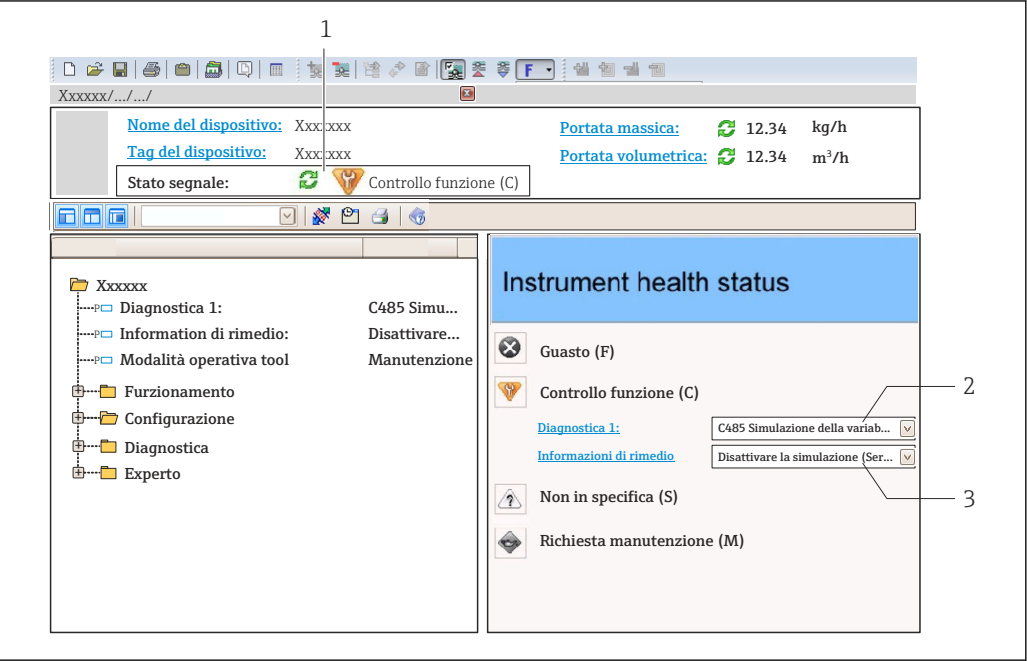 1
F
Xxxxxx/.../.../
Nome del dispositivo: Xxxxxxx
Portata massica: 12.34 kg/h
Tag del dispositivo: Xxxxxxx
Portata volumetrica: 12.34 m³/h
Stato segnale: Controllo funzione (C)
Xxxxxx
Diagnostica 1: C485 Simu...
Information di rimedio: Disattivare...
Modalità operativa tool Manutenzione
Furzionamento
Configurazione
Diagnostica
Experto
Instrument health status
Guasto (F)
Controllo funzione (C)
2
Diagnostica 1: C485 Simulazione della variab...
Informazioni di rimedio Disattivare la simulazione (Ser...
3
Non in specifica (S)
Richiesta manutenzione (M)